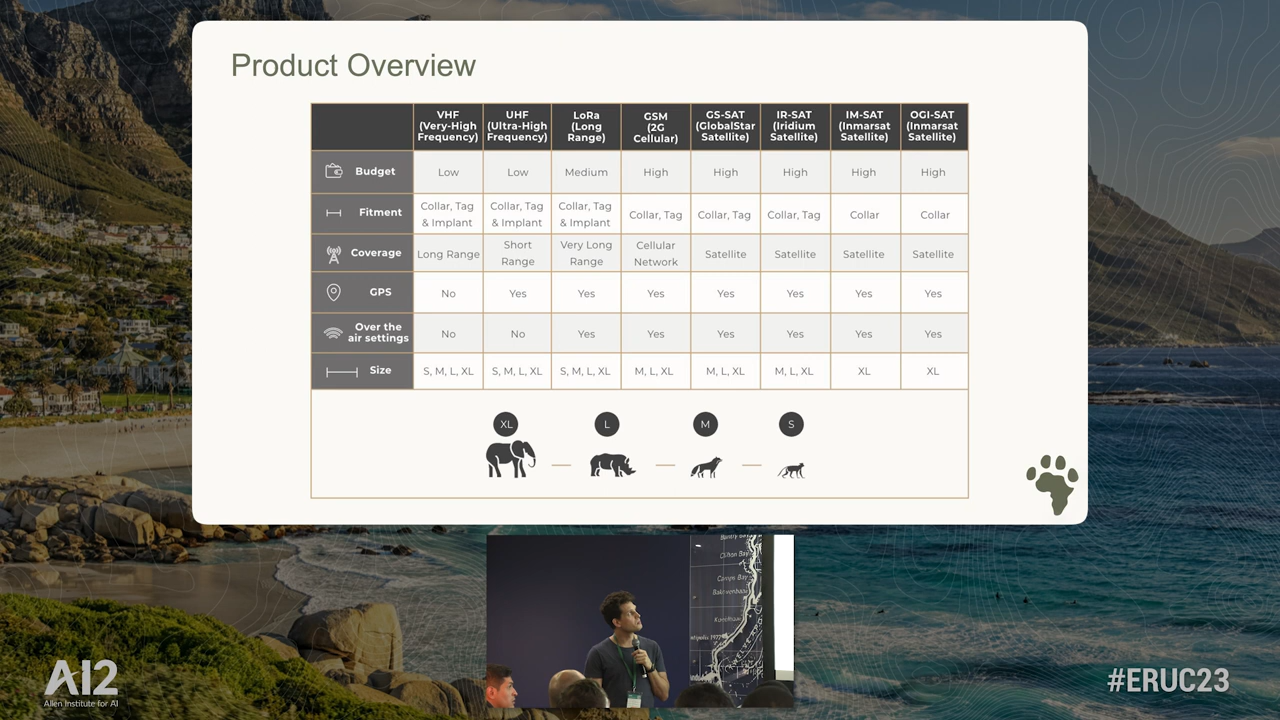 Product Overview
VHF (Very-High Frequency)
UHF (Ultra-High Frequency)
LoRa (Long Range)
GSM (2G Cellular)
GS-SAT (GlobalStar Satellite)
IR-SAT (Iridium Satellite)
IM-SAT (Inmarsat Satellite)
OGI-SAT (Inmarsat Satellite)
Budget Low Low Medium High High High High High
Fitment Collar, Tag & Implant Collar, Tag & Implant Collar, Tag & Implant Collar, Tag Collar, Tag Collar, Tag Collar Collar
Coverage Long Range Short Range Very Long Range Cellular Network Satellite Satellite Satellite Satellite
GPS No Yes Yes Yes Yes Yes Yes Yes
Over the air settings No No Yes Yes Yes Yes Yes Yes
Size S, M, L, XL S, M, L, XL S, M, L, XL M, L, XL M, L, XL M, L, XL XL XL
XL L M S
Clifton Bay
Camps Bay
AI2
Allen Institute for AI
#ERUC23